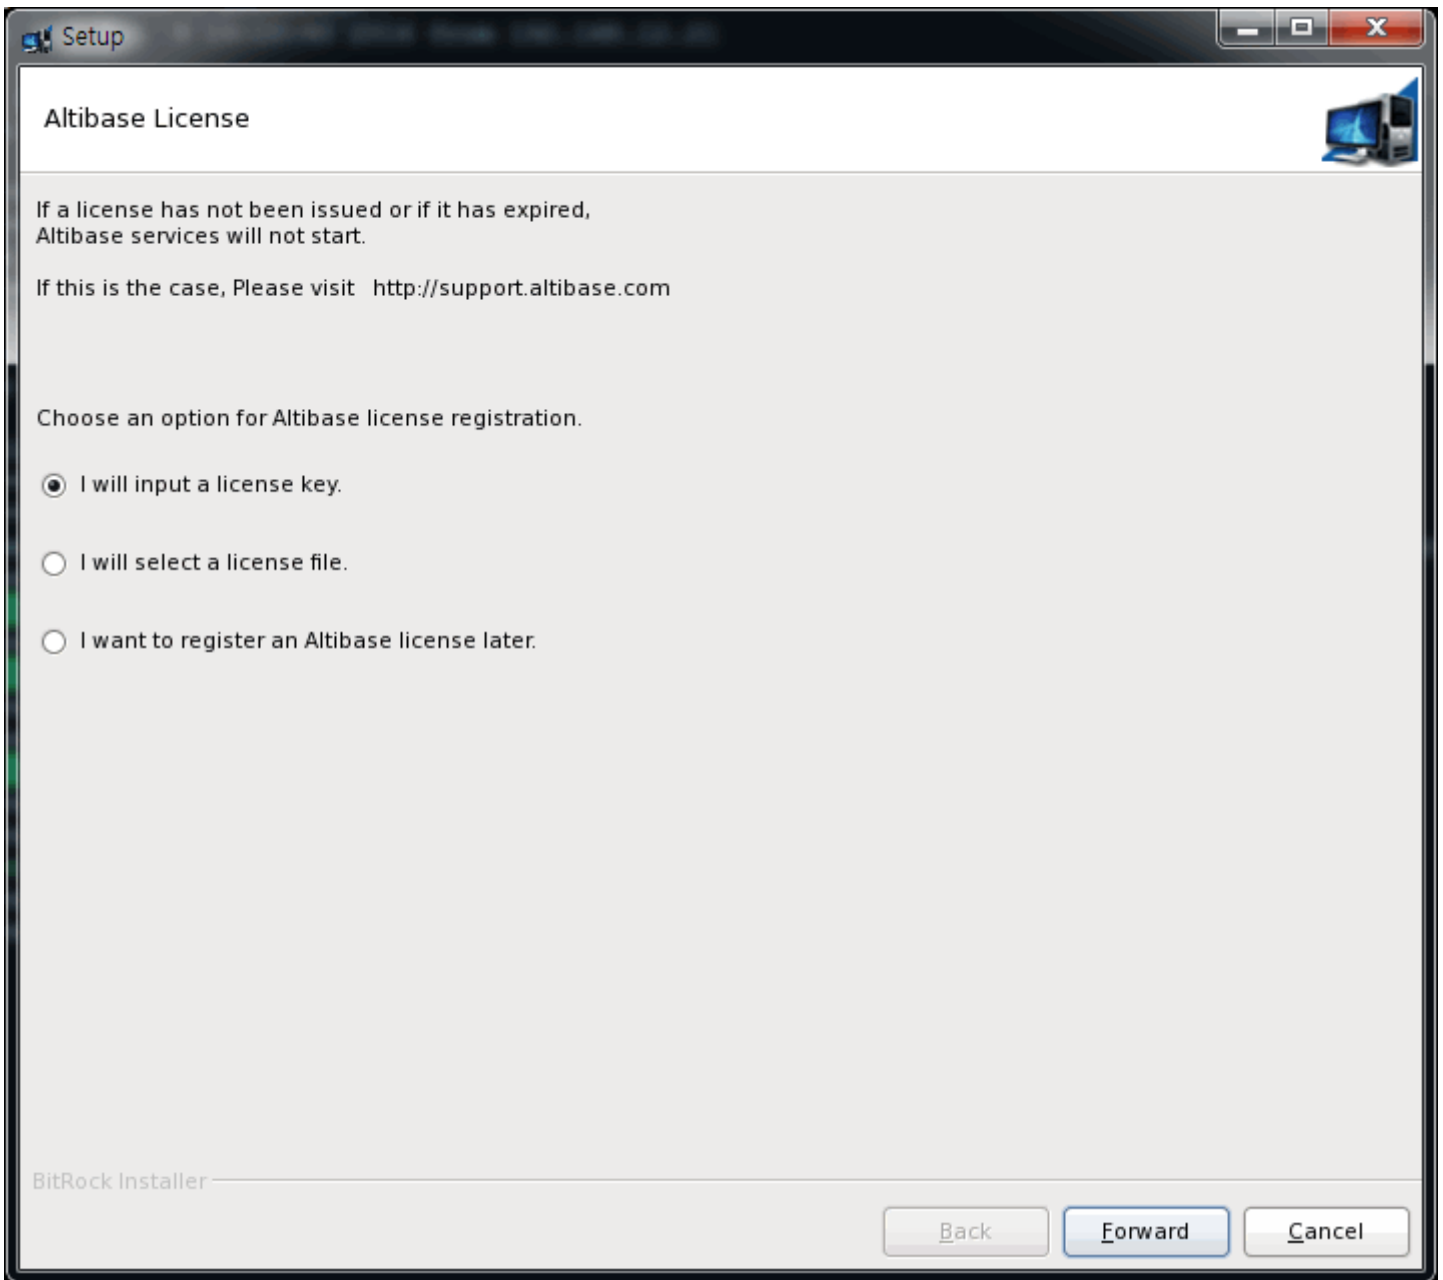 Setup
Altibase License
If a license has not been issued or if it has expired,
Altibase services will not start.
If this is the case, Please visit http://support.altibase.com
Choose an option for Altibase license registration.
I will input a license key.
I will select a license file.
I want to register an Altibase license later.
BitRock Installer
Back Forward Cancel